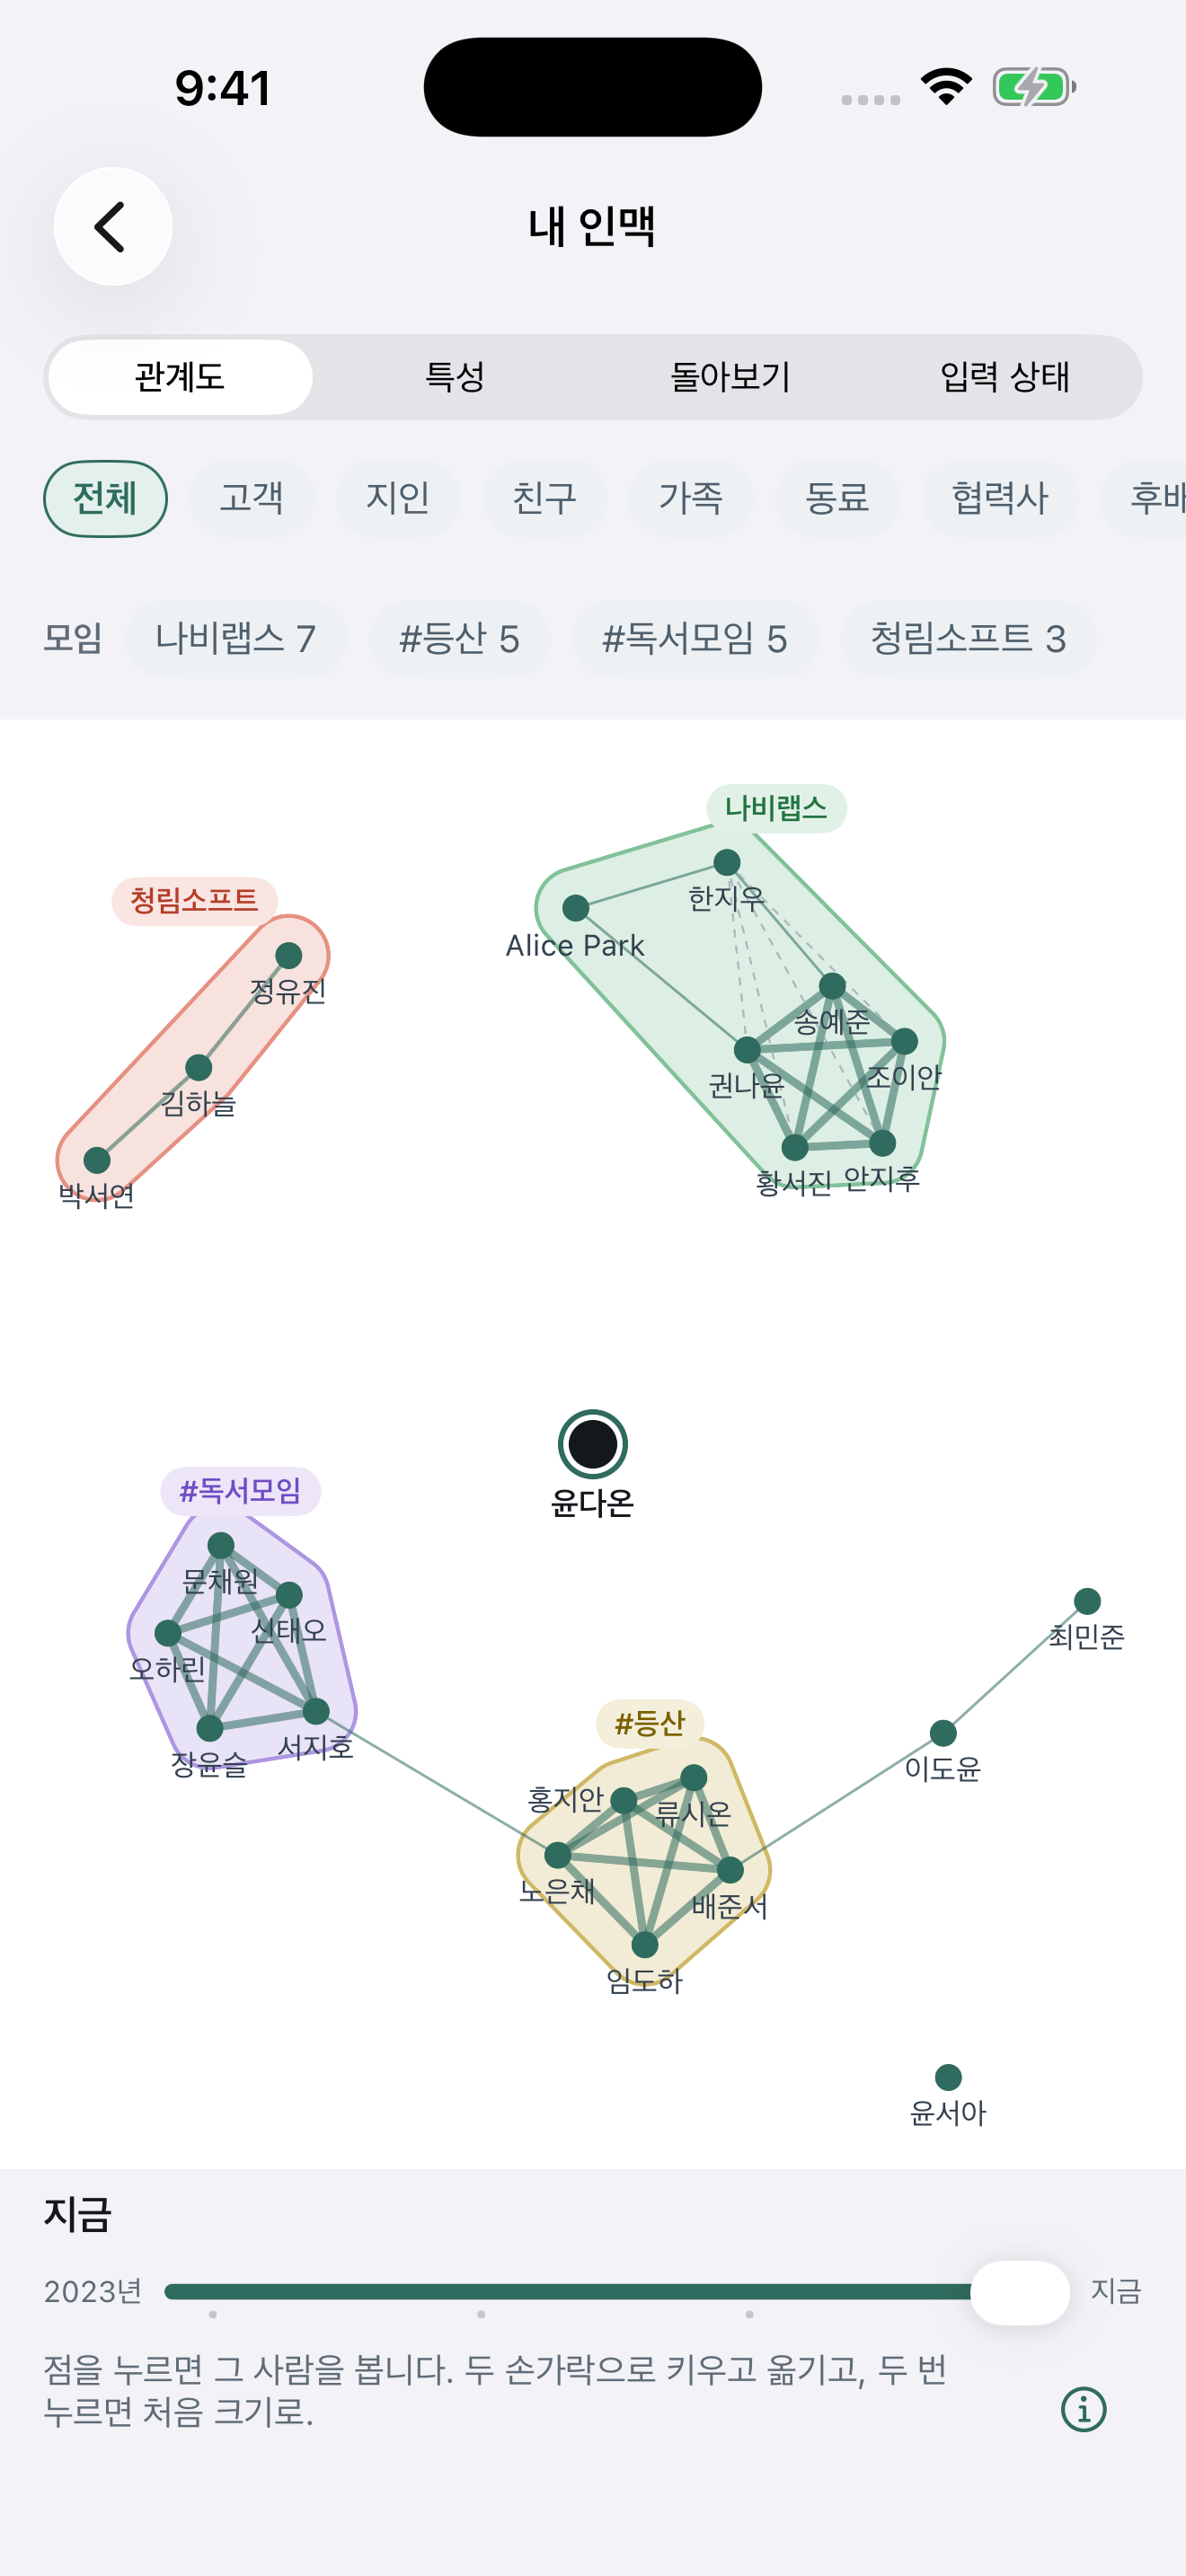 9:41
내 인맥
관계도 특성 돌아보기 입력 상태
전체 고객 지인 친구 가족 동료 협력사 후배
모임 나비랩스 7 #등산 5 #독서모임 5 청림소프트 3
나비랩스
한지우
청림소프트
Alice Park
정유진
송예준
권나윤 조이안
김하늘
황서진 안지후
박서연
#독서모임
윤다온
문채원
신태오
최민준
오하린
#등산
서지호
장윤슬
이도윤
홍지안 류시온
노은채
배준서
임도하
윤서아
지금
2023년 지금
점을 누르면 그 사람을 봅니다. 두 손가락으로 키우고 옮기고, 두 번
누르면 처음 크기로.